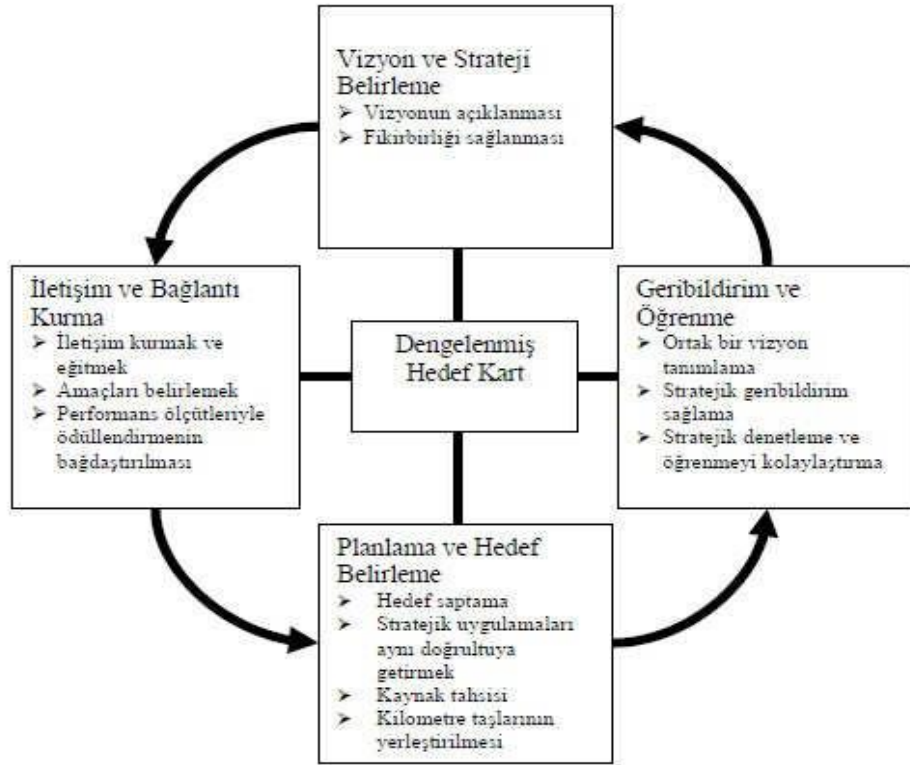 Vizyon ve Strateji
Belirleme
➤ Vizyonun açıklanması
➤ Fikirbirliği sağlanması
İletişim ve Bağlantı
Kurma
➤ İletişim kurmak ve
eğitmek
➤ Amaçları belirlemek
➤ Performans ölçütleriyle
ödüllendirmenin
bağdaştırılması
Dengelenmiş
Hedef Kart
Geribildirim ve
Öğrenme
➤ Ortak bir vizyon
tanımlama
➤ Stratejik geribildirim
sağlama
➤ Stratejik denetleme ve
öğrenmeyi kolaylaştırma
Planlama ve Hedef
Belirleme
➤ Hedef saptama
➤ Stratejik uygulamaları
aynı doğrultuya
getirmek
➤ Kaynak tahsisi
➤ Kilometre taşlarının
yerleştirilmesi